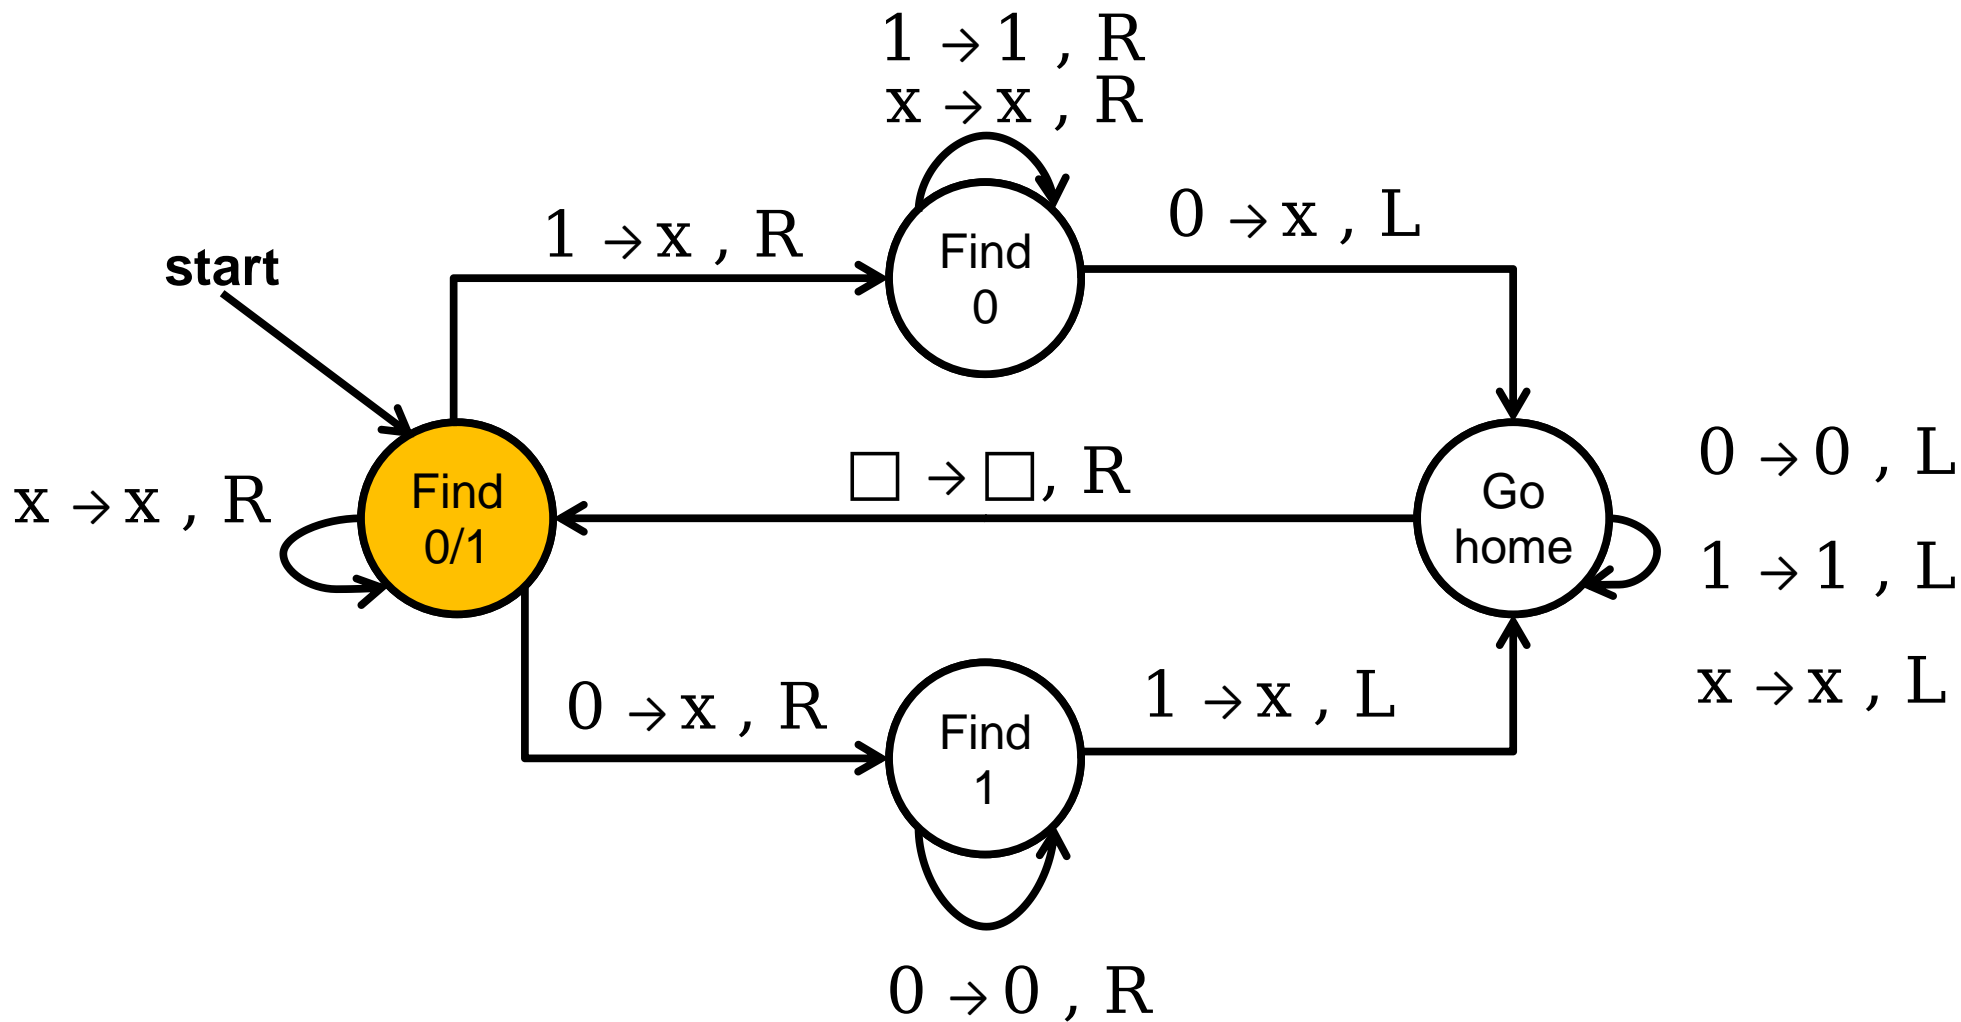 1 → 1 , R
x → x , R
0 → x , L
1 → x , R
start
Find
0
□ → □, R
0 → 0 , L
x → x , R
Find
0/1
Go
home
1 → 1 , L
x → x , L
0 → x , R
1 → x , L
Find
1
0 → 0 , R